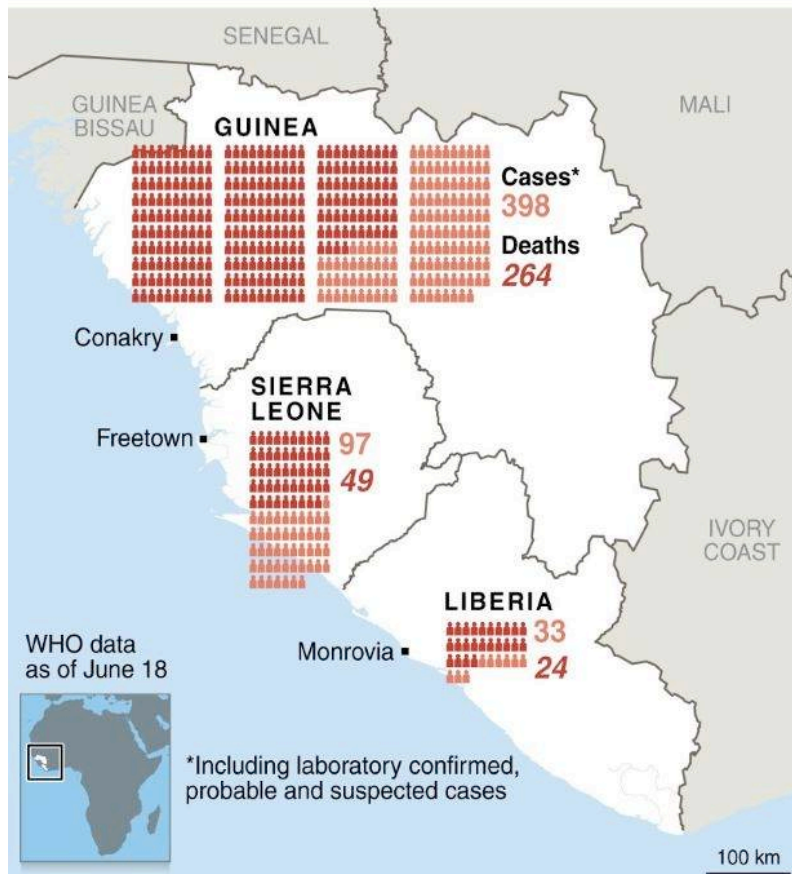 SENEGAL
GUINEA
BISSAU
MALI
GUINEA
Cases*
398
Deaths
264
Conakry
SIERRA
LEONE
97
49
Freetown
IVORY
COAST
LIBERIA
33
24
Monrovia
WHO data
as of June 18
*Including laboratory confirmed,
probable and suspected cases
100 km